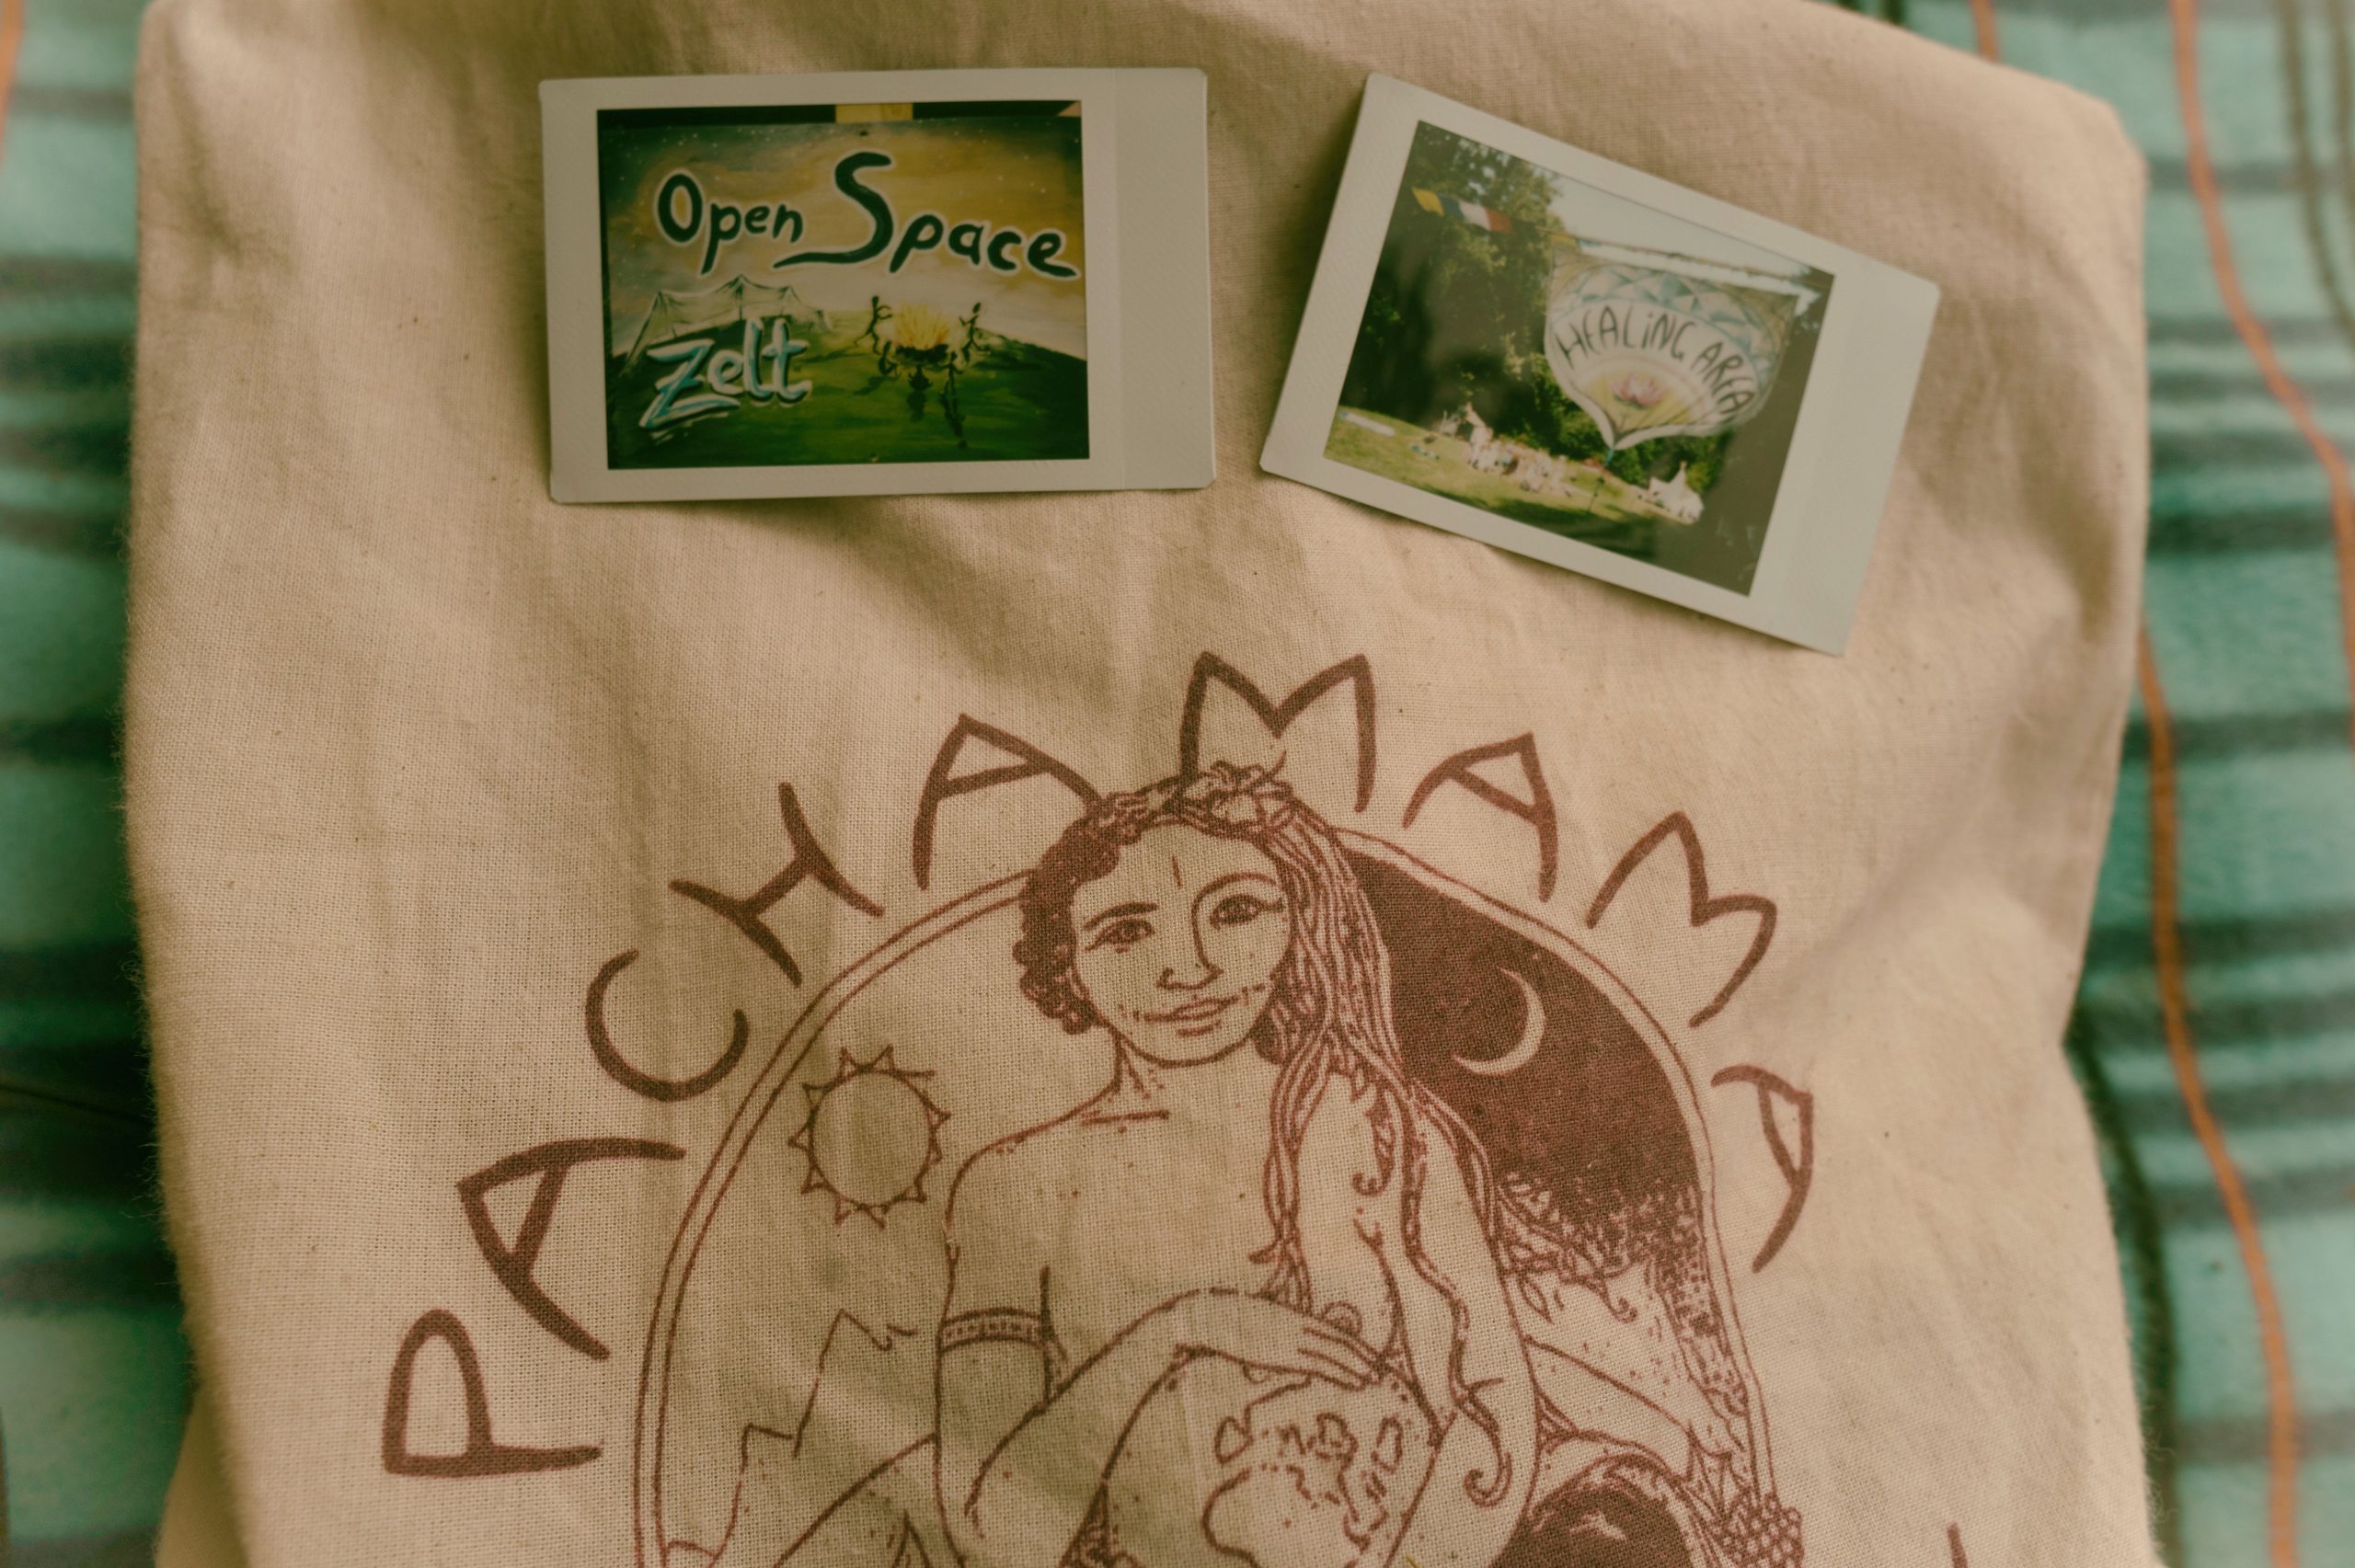 Open Space
Zelt
HEALiNG AREA
PACHAMAMA